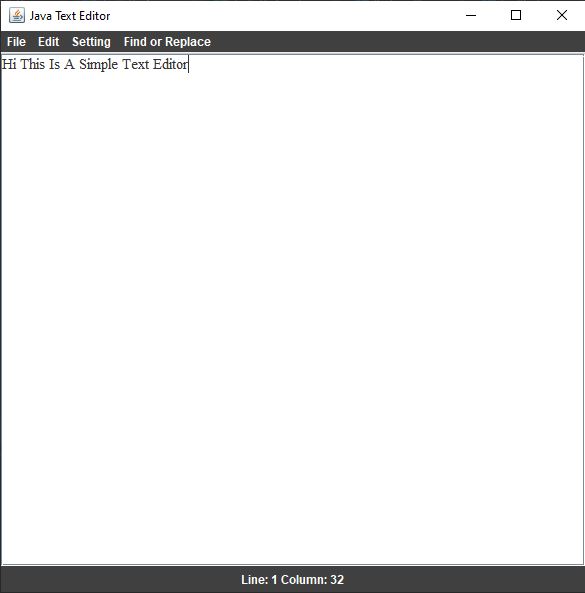 Java Text Editor
File Edit Setting Find or Replace
Hi This Is A Simple Text Editor
Line: 1 Column: 32